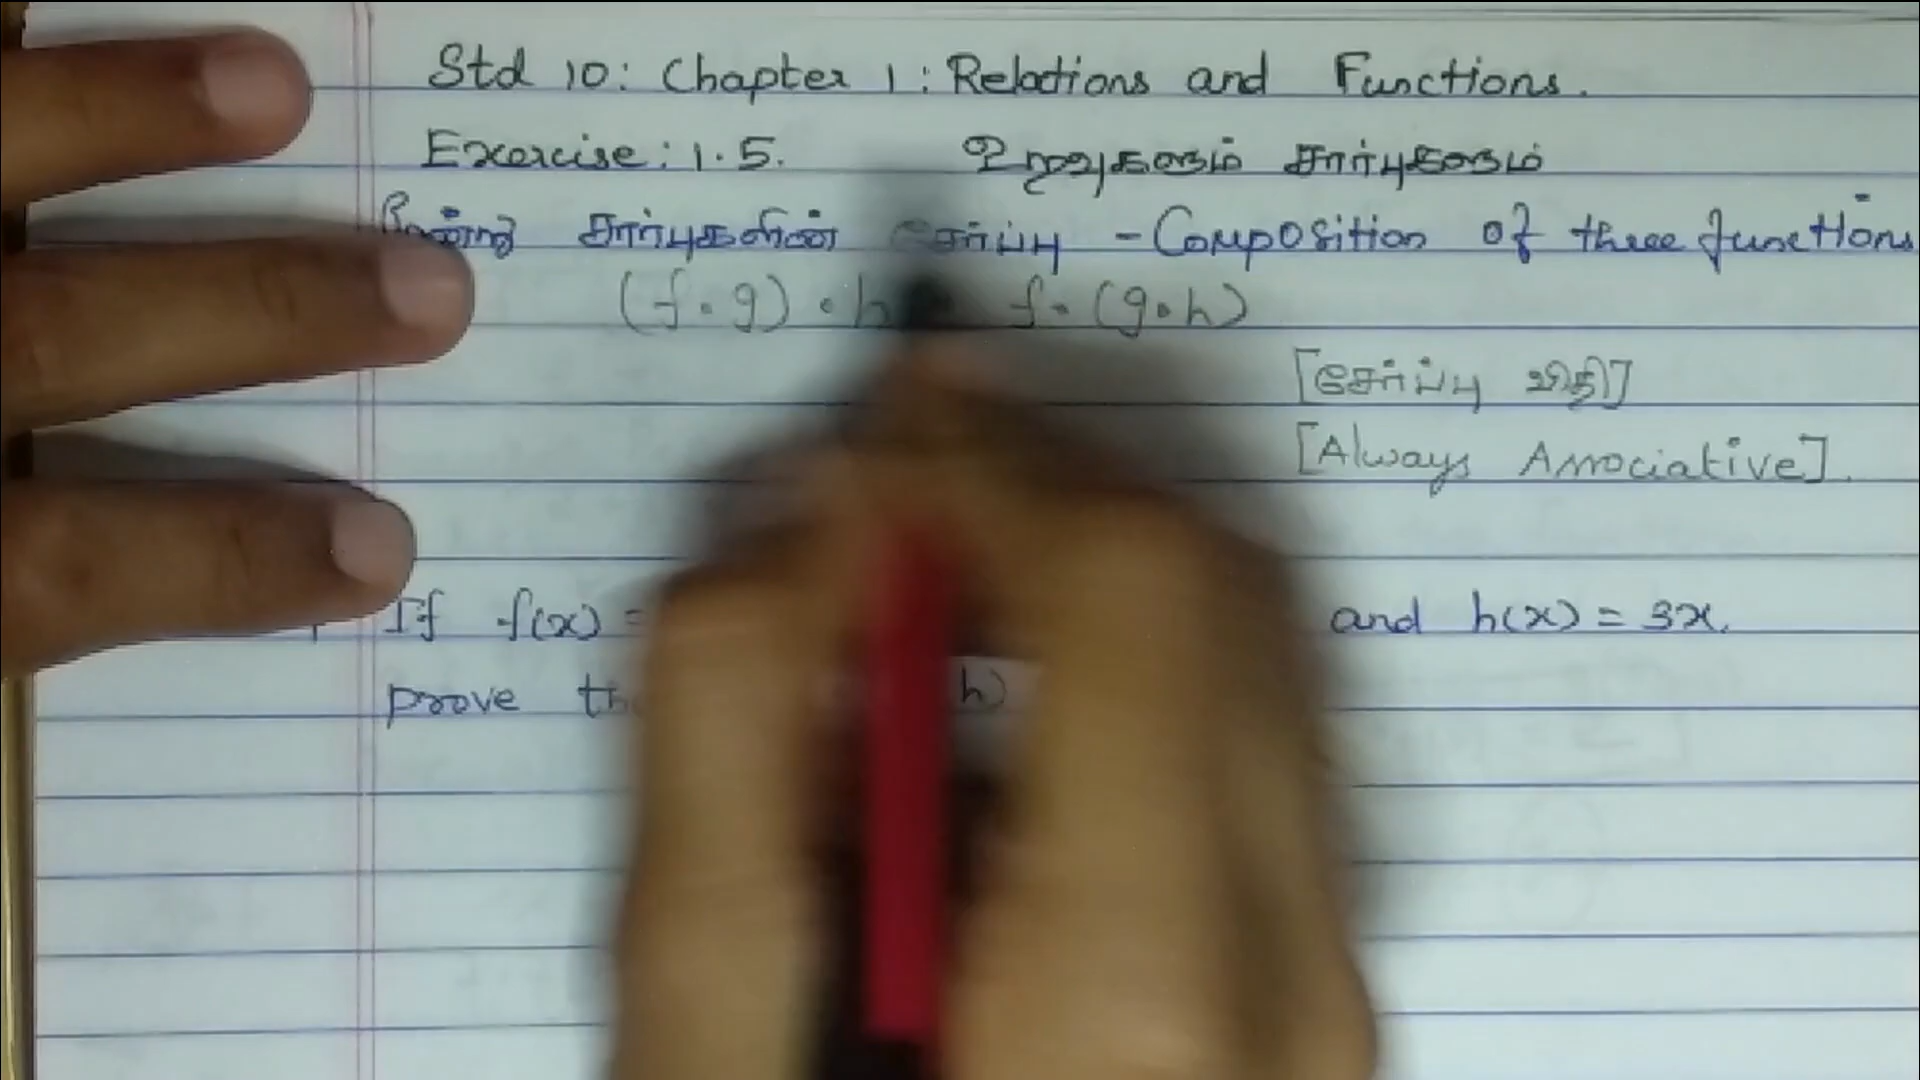 Std 10: Chapter 1: Relations and Functions.
Exercise: 1.5. உறவுகளும் சார்புகளும்
மூன்று சார்புகளின் சேர்ப்பு - Composition of three functions
(f∘g)∘h f∘(g∘h)
[சேர்ப்பு விதி]
[Always Associative].
If f(x) = and h(x) = 3x.
prove h)